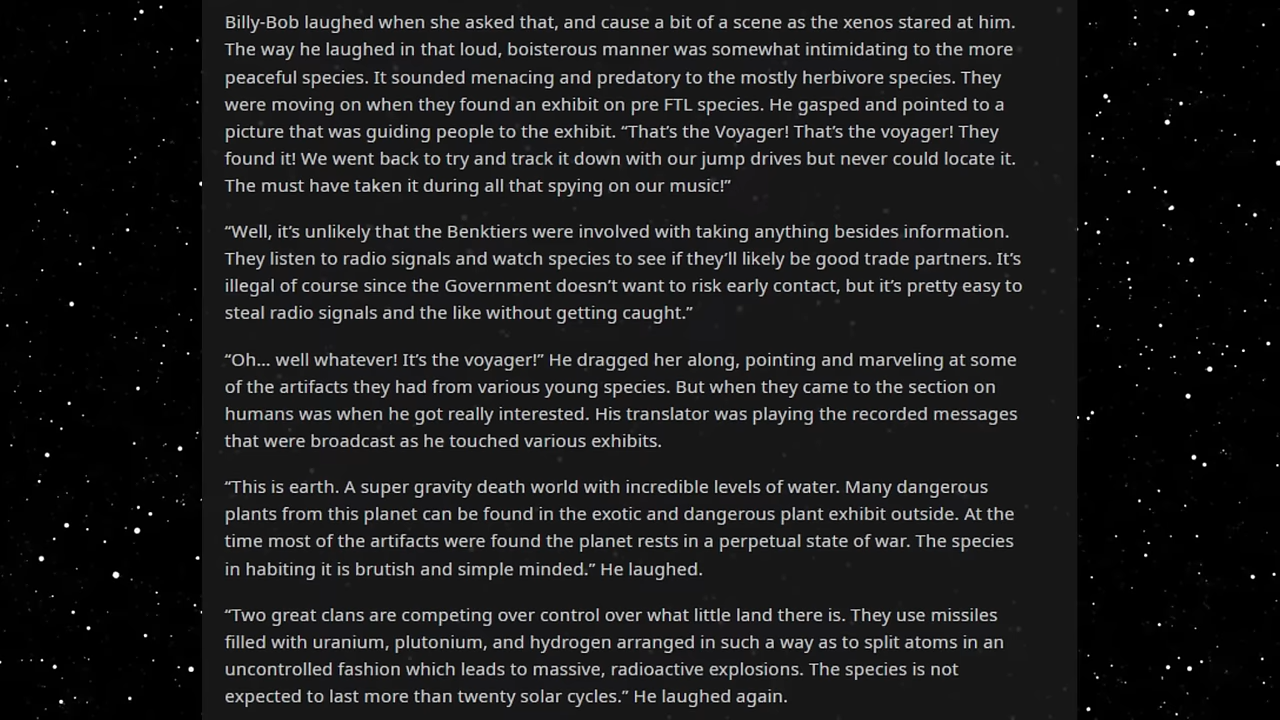 Billy-Bob laughed when she asked that, and cause a bit of a scene as the xenos stared at him.
The way he laughed in that loud, boisterous manner was somewhat intimidating to the more
peaceful species. It sounded menacing and predatory to the mostly herbivore species. They
were moving on when they found an exhibit on pre FTL species. He gasped and pointed to a
picture that was guiding people to the exhibit. “That’s the Voyager! That’s the voyager! They
found it! We went back to try and track it down with our jump drives but never could locate it.
The must have taken it during all that spying on our music!”
“Well, it’s unlikely that the Benktiers were involved with taking anything besides information.
They listen to radio signals and watch species to see if they’ll likely be good trade partners. It’s
illegal of course since the Government doesn’t want to risk early contact, but it’s pretty easy to
steal radio signals and the like without getting caught.”
“Oh… well whatever! It’s the voyager!” He dragged her along, pointing and marveling at some
of the artifacts they had from various young species. But when they came to the section on
humans was when he got really interested. His translator was playing the recorded messages
that were broadcast as he touched various exhibits.
“This is earth. A super gravity death world with incredible levels of water. Many dangerous
plants from this planet can be found in the exotic and dangerous plant exhibit outside. At the
time most of the artifacts were found the planet rests in a perpetual state of war. The species
in habiting it is brutish and simple minded.” He laughed.
“Two great clans are competing over control over what little land there is. They use missiles
filled with uranium, plutonium, and hydrogen arranged in such a way as to split atoms in an
uncontrolled fashion which leads to massive, radioactive explosions. The species is not
expected to last more than twenty solar cycles.” He laughed again.